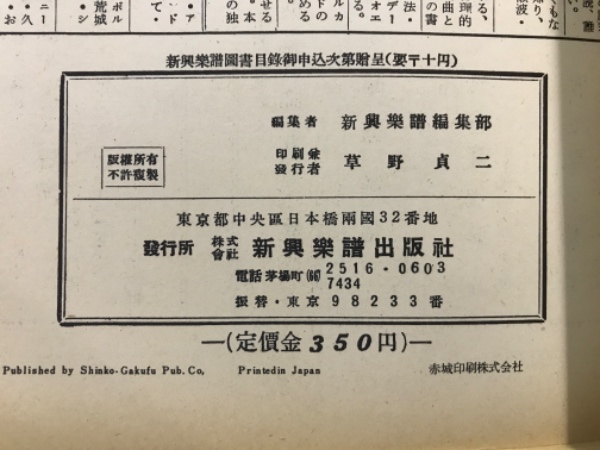 新興樂譜圖書目錄御申込次第贈呈(要〒十円)
編集者 新興樂譜編集部
版權所有
不許複製
印刷兼
發行者 草野貞二
東京都中央區日本橋兩國32番地
發行所 株式會社 新興樂譜出版社
電話茅場町(66)2516・0603
7434
振替・東京98233番
—(定價金350円)—
Published by Shinko-Gakufu Pub. Co, Printedin Japan 赤城印刷株式会社